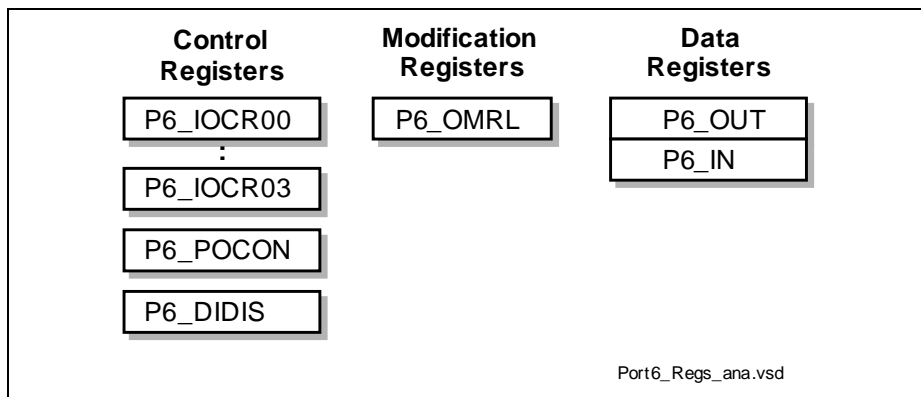 Control
Registers
P6_IOCR00
:
P6_IOCR03
P6_POCON
P6_DIDIS
Modification
Registers
P6_OMRL
Data
Registers
P6_OUT
P6_IN
Port6_Regs_ana.vsd